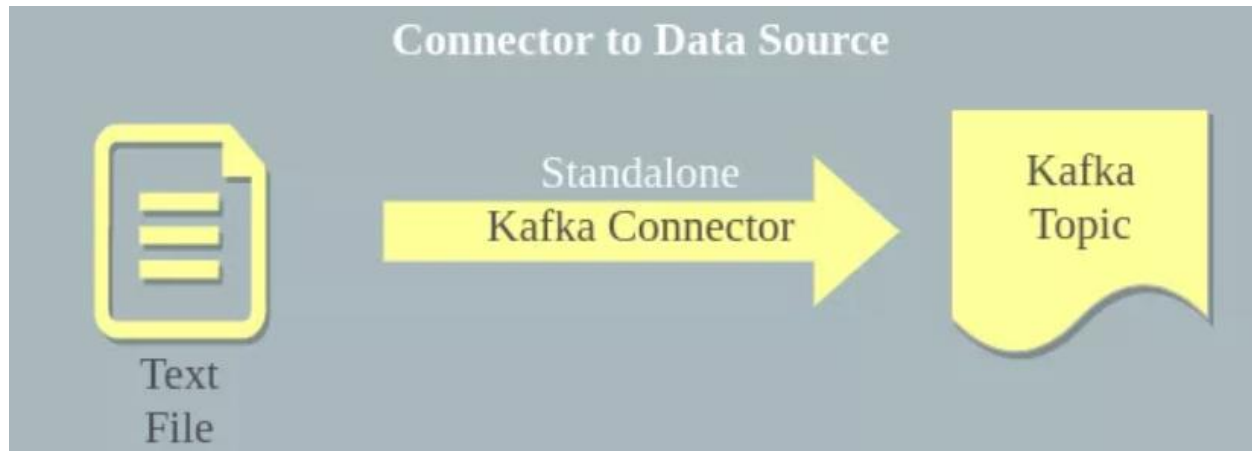 Connector to Data Source
Standalone
Kafka Connector
Kafka
Topic
Text
File